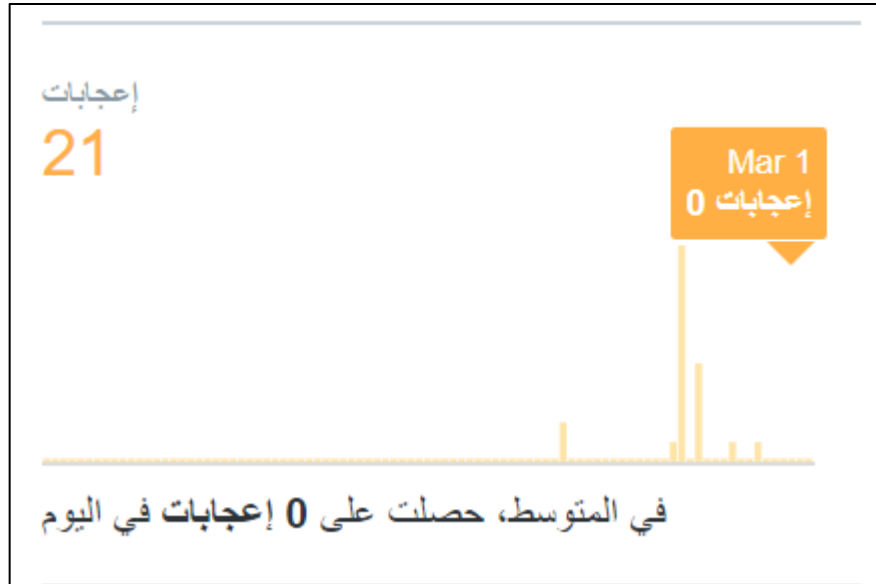 إعجابات
21
Mar 1
0 إعجابات
في المتوسط، حصلت على 0 إعجابات في اليوم